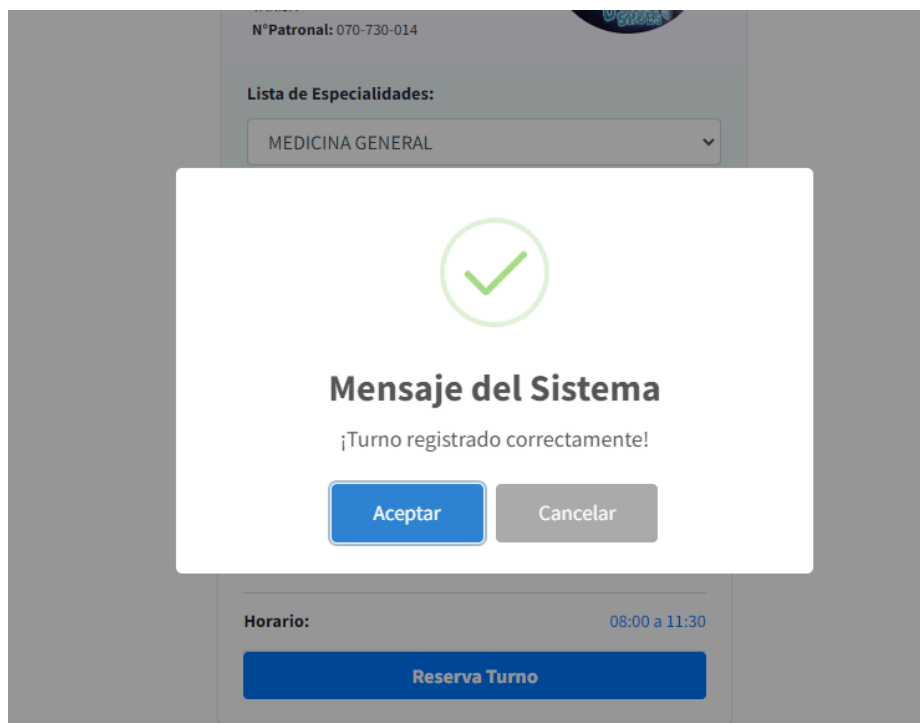 N°Patronal: 070-730-014
Lista de Especialidades:
MEDICINA GENERAL
Mensaje del Sistema
¡Turno registrado correctamente!
Aceptar Cancelar
Horario: 08:00 a 11:30
Reserva Turno